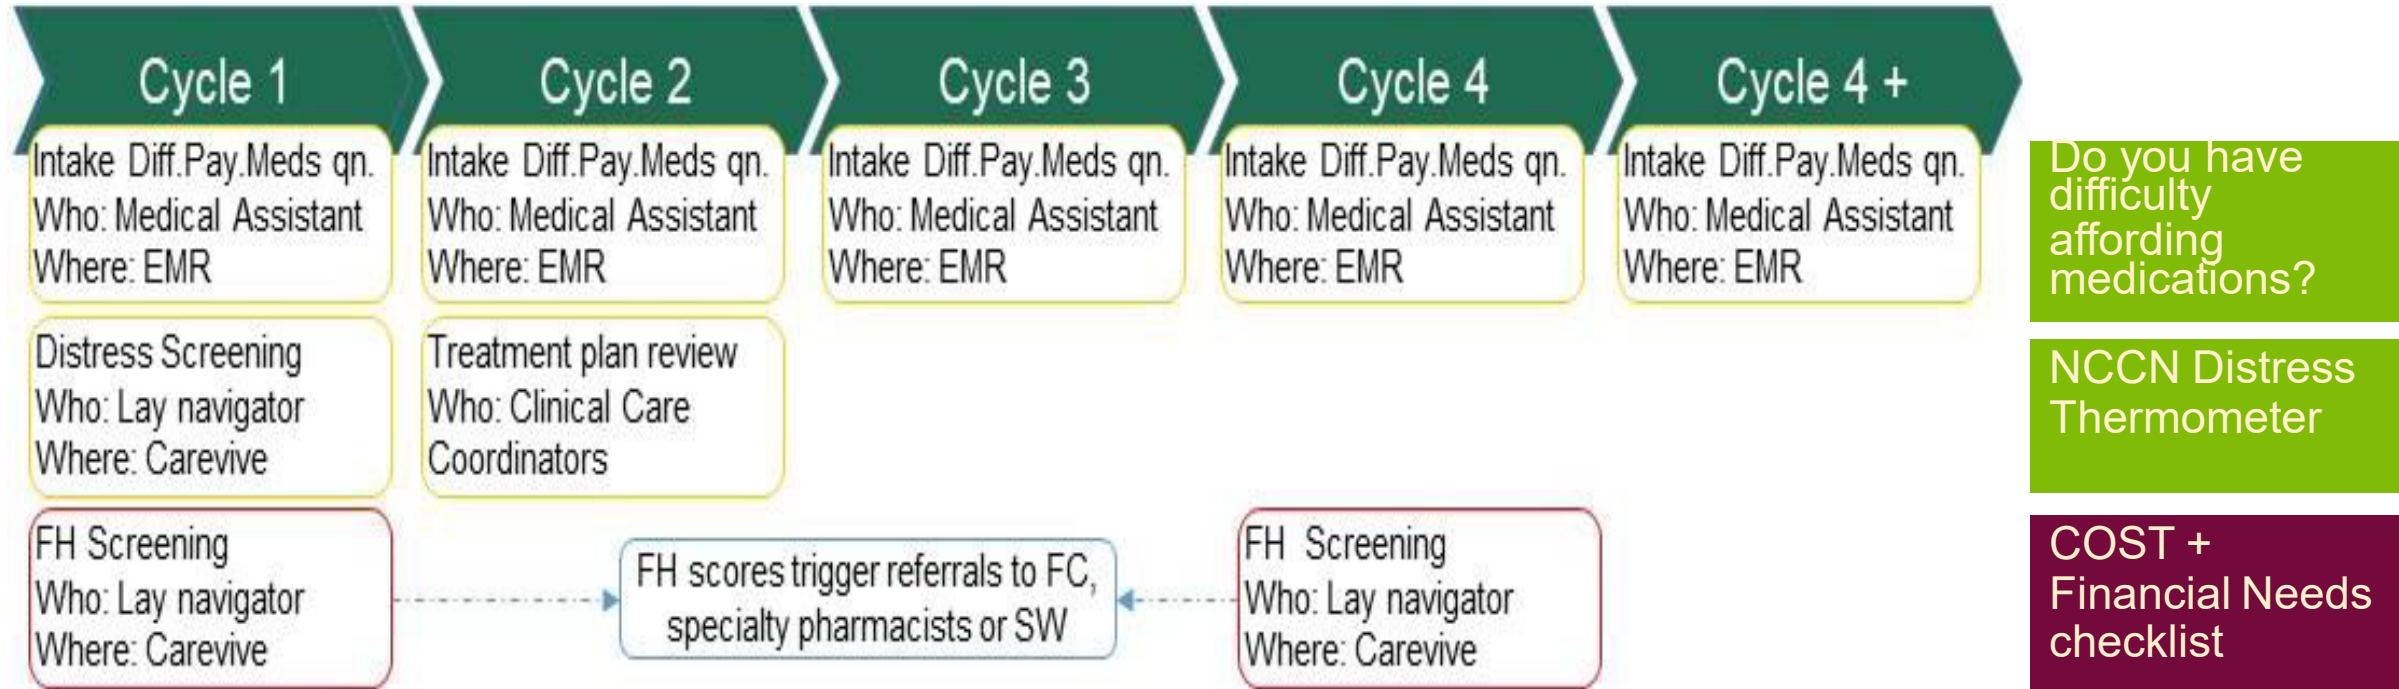 Cycle 1
Cycle 2
Cycle 3
Cycle 4
Cycle 4 +
Intake Diff.Pay.Meds qn.
Who: Medical Assistant
Where: EMR
Intake Diff.Pay.Meds qn.
Who: Medical Assistant
Where: EMR
Intake Diff.Pay.Meds qn.
Who: Medical Assistant
Where: EMR
Intake Diff.Pay.Meds qn.
Who: Medical Assistant
Where: EMR
Intake Diff.Pay.Meds qn.
Who: Medical Assistant
Where: EMR
Do you have
difficulty
affording
medications?
Distress Screening
Who: Lay navigator
Where: Carevive
Treatment plan review
Who: Clinical Care
Coordinators
NCCN Distress
Thermometer
FH Screening
Who: Lay navigator
Where: Carevive
FH scores trigger referrals to FC,
specialty pharmacists or SW
FH Screening
Who: Lay navigator
Where: Carevive
COST +
Financial Needs
checklist